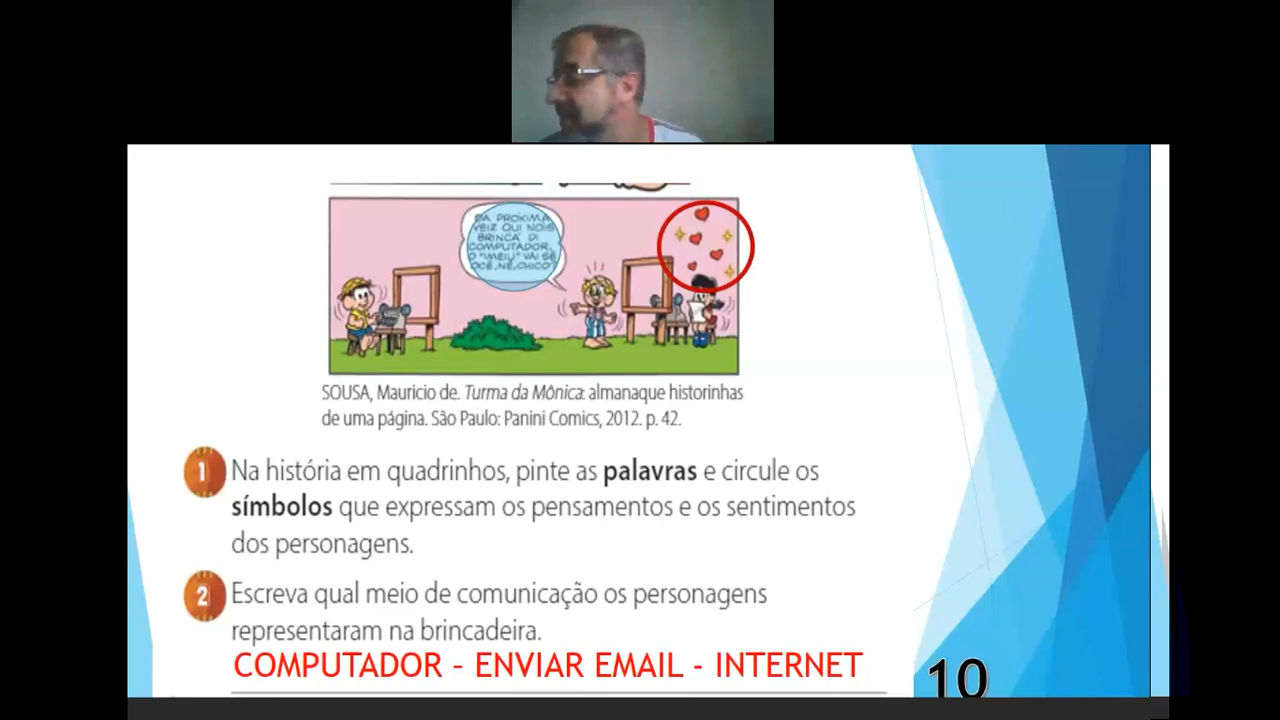 DA PRÓXIMA
VEIZ QUI NÓIS
BRINCÁ DI
COMPUTADOR,
O "IMEIU" VAI SÊ
OCÊ, NÉ, CHICO?
SOUSA, Mauricio de. Turma da Mônica: almanaque historinhas
de uma página. São Paulo: Panini Comics, 2012. p. 42.
1 Na história em quadrinhos, pinte as palavras e circule os
símbolos que expressam os pensamentos e os sentimentos
dos personagens.
2 Escreva qual meio de comunicação os personagens
representaram na brincadeira.
COMPUTADOR – ENVIAR EMAIL - INTERNET
10